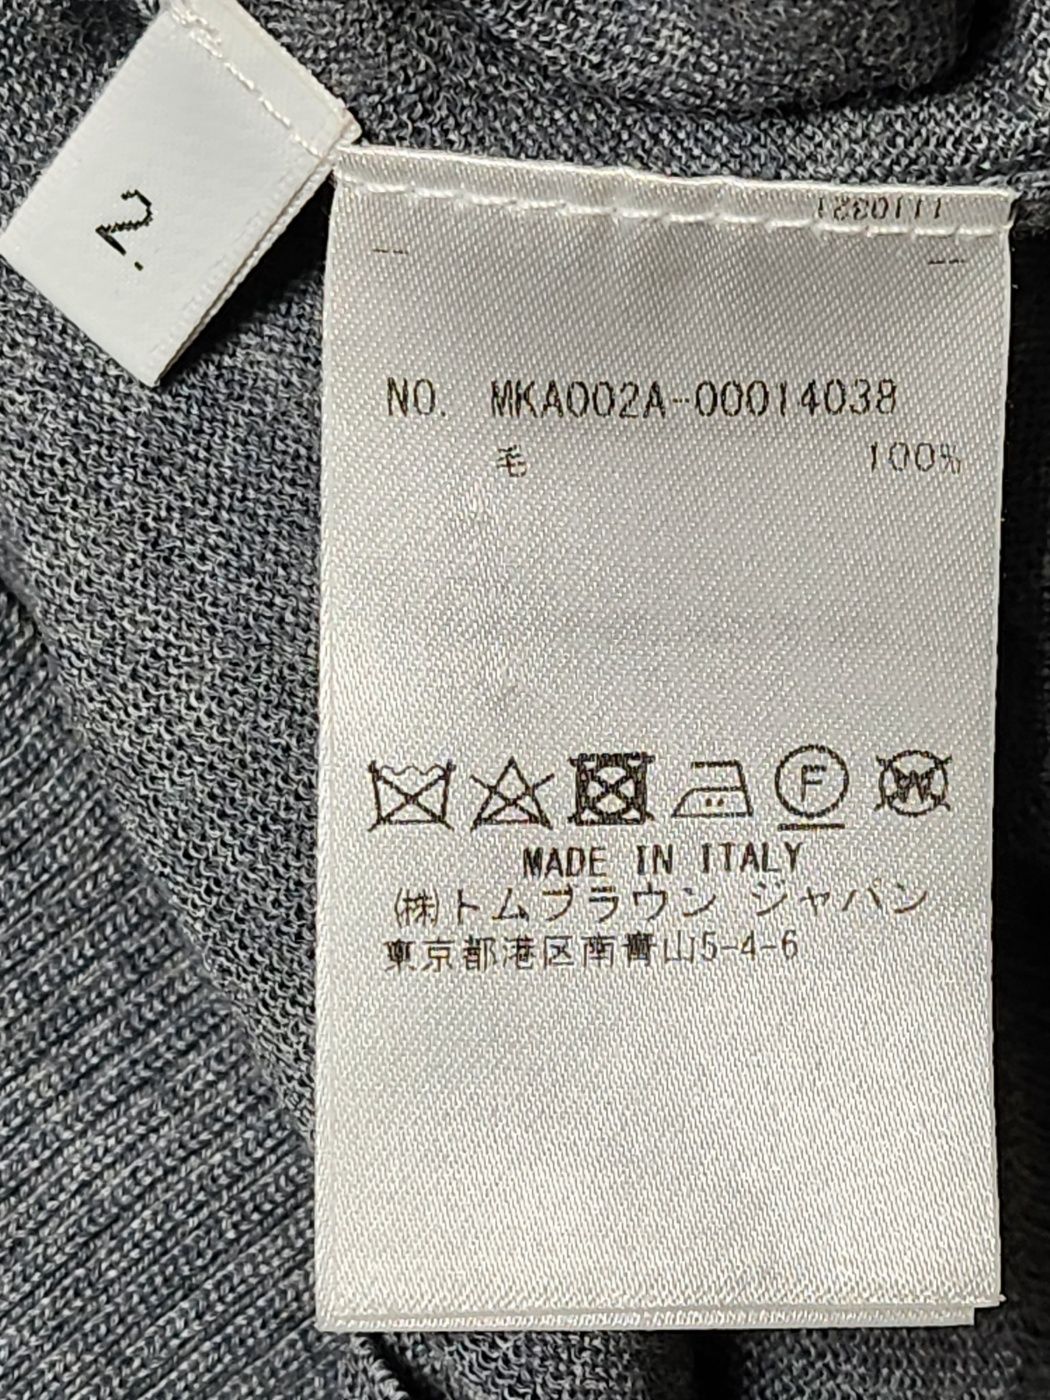 2.
NO. MKA002A-00014038
毛 100%
F
W
MADE IN ITALY
㈱トムブラウン ジャパン
東京都港区南青山5-4-6